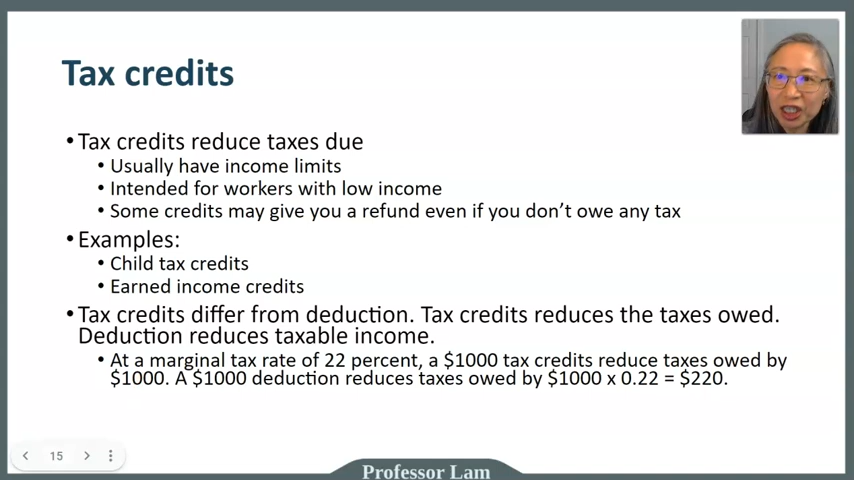 Tax credits
• Tax credits reduce taxes due
• Usually have income limits
• Intended for workers with low income
• Some credits may give you a refund even if you don’t owe any tax
• Examples:
• Child tax credits
• Earned income credits
• Tax credits differ from deduction. Tax credits reduces the taxes owed.
Deduction reduces taxable income.
• At a marginal tax rate of 22 percent, a $1000 tax credits reduce taxes owed by
$1000. A $1000 deduction reduces taxes owed by $1000 x 0.22 = $220.
15
Professor Lam